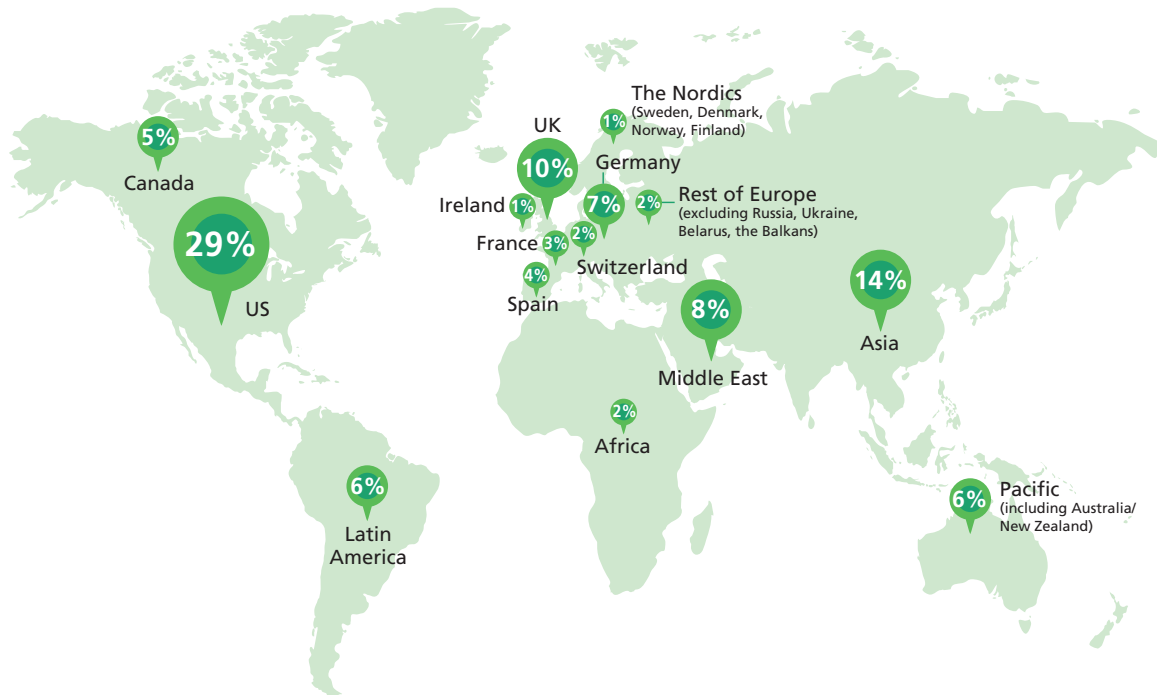 The Nordics
(Sweden, Denmark,
Norway, Finland)
1%
5%
Canada
UK
10%
Germany
7%
Ireland
1%
2%
Rest of Europe
(excluding Russia, Ukraine,
Belarus, the Balkans)
29%
US
France
3%
2%
Switzerland
4%
Spain
14%
Asia
8%
Middle East
2%
Africa
6%
Latin
America
6%
Pacific
(including Australia/
New Zealand)